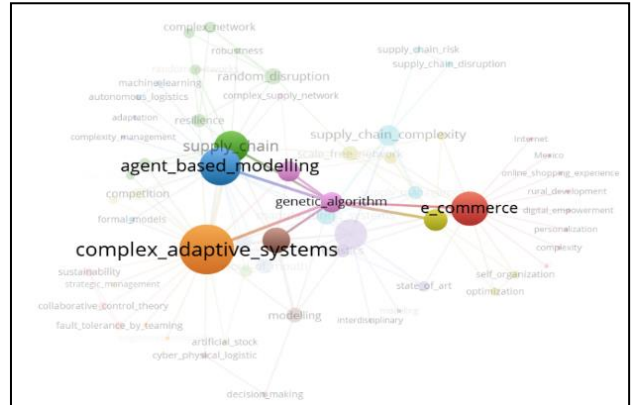 complex_network
robustness
supply_chain_risk
supply_chain_disruption
random_disruption
machine_learning
complex_supply_network
autonomous_logistics
adaptation
resilience
complexity_management
supply_chain
supply_chain_complexity
scale_free_network
agent_based_modelling
internet
Mexico
online_shopping_experience
rural_development
competition
genetic_algorithm
e_commerce
digital_empowerment
formal_models
personalization
complexity
complex_adaptive_systems
sustainability
strategic_management
self_organization
state_of_art
optimization
collaborative_control_theory
modelling
interdisciplinary
fault_tolerance_by_teaming
artificial_stock
cyber_physical_logistic
decision_making